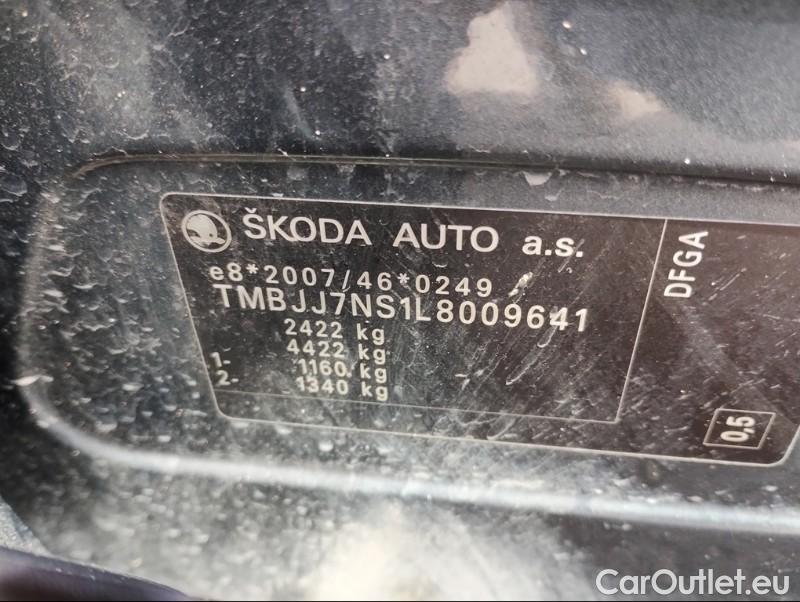 ŠKODA AUTO a.s.
e8*2007/46*0249
TMBJJ7NS1L8009641
2422 kg
4422 kg
1- 1160 kg
2- 1340 kg
DFGA
0,5
CarOutlet.eu